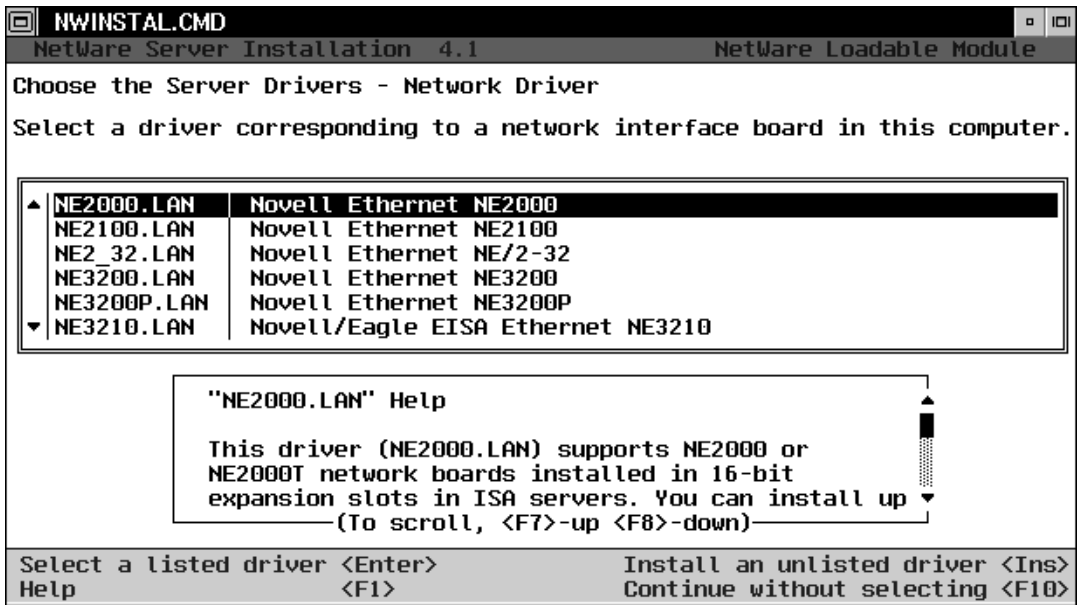 NWINSTAL.CMD
NetWare Server Installation 4.1 NetWare Loadable Module
Choose the Server Drivers - Network Driver
Select a driver corresponding to a network interface board in this computer.
NE2000.LAN Novell Ethernet NE2000
NE2100.LAN Novell Ethernet NE2100
NE2_32.LAN Novell Ethernet NE/2-32
NE3200.LAN Novell Ethernet NE3200
NE3200P.LAN Novell Ethernet NE3200P
NE3210.LAN Novell/Eagle EISA Ethernet NE3210
"NE2000.LAN" Help
This driver (NE2000.LAN) supports NE2000 or
NE2000T network boards installed in 16-bit
expansion slots in ISA servers. You can install up
(To scroll, <F7>-up <F8>-down)
Select a listed driver <Enter> Install an unlisted driver <Ins>
Help <F1> Continue without selecting <F10>